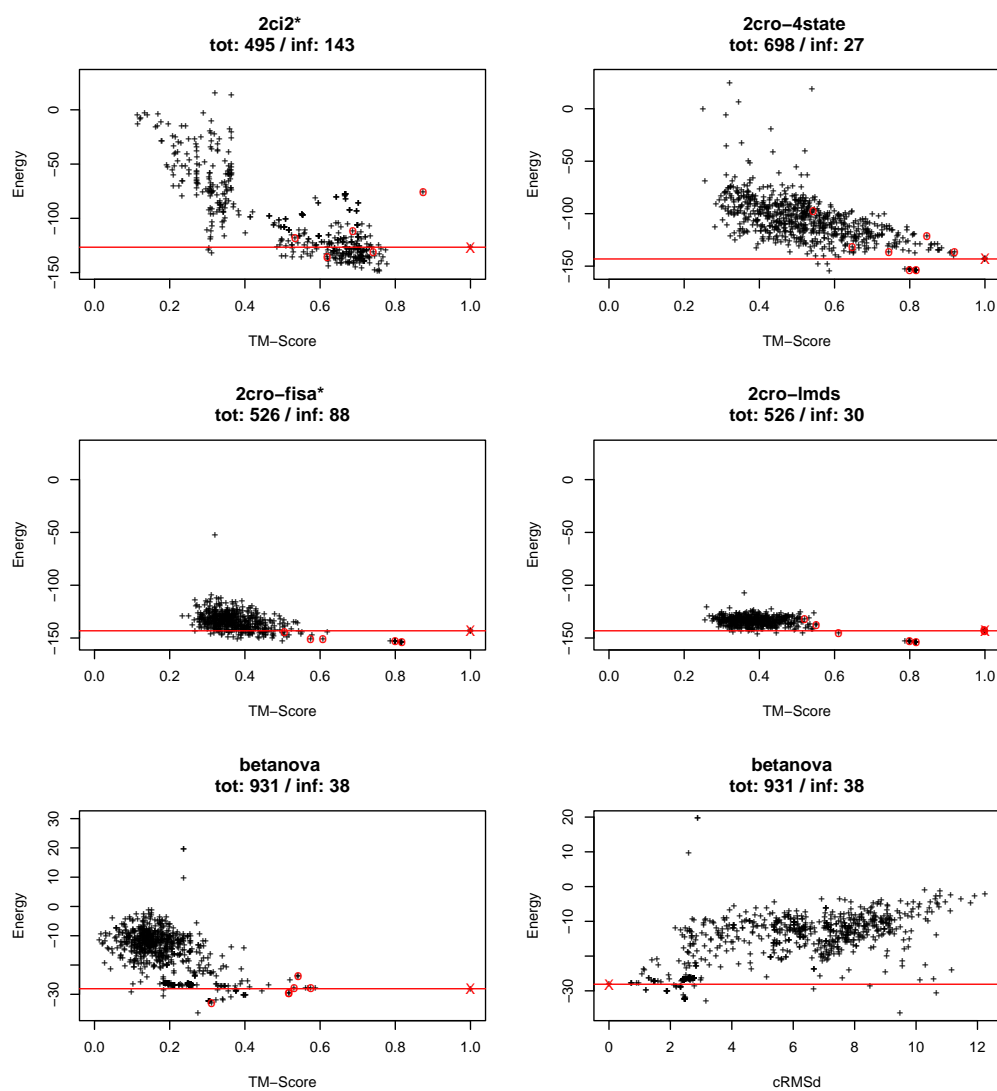 2ci2*
tot: 495 / inf: 143
Energy
0
−50
−100
−150
0.0 0.2 0.4 0.6 0.8 1.0
TM−Score
2cro−4state
tot: 698 / inf: 27
Energy
0
−50
−100
−150
0.0 0.2 0.4 0.6 0.8 1.0
TM−Score
2cro−fisa*
tot: 526 / inf: 88
Energy
0
−50
−100
−150
0.0 0.2 0.4 0.6 0.8 1.0
TM−Score
2cro−lmds
tot: 526 / inf: 30
Energy
0
−50
−100
−150
0.0 0.2 0.4 0.6 0.8 1.0
TM−Score
betanova
tot: 931 / inf: 38
Energy
30
20
10
0
−10
−30
0.0 0.2 0.4 0.6 0.8 1.0
TM−Score
betanova
tot: 931 / inf: 38
Energy
20
10
0
−10
−20
−30
0 2 4 6 8 10 12
cRMSd